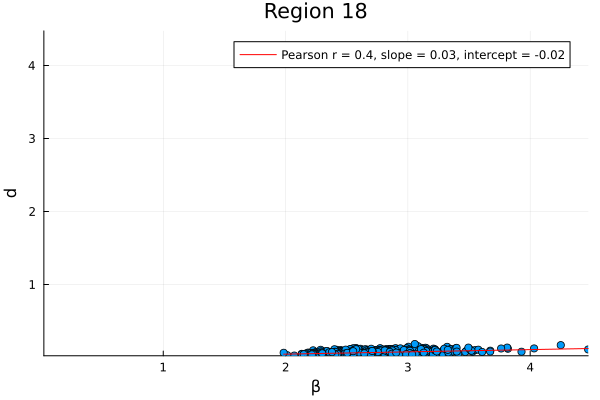 Region 18
Pearson r = 0.4, slope = 0.03, intercept = -0.02
4
3
2
1
d
1 2 3 4
β